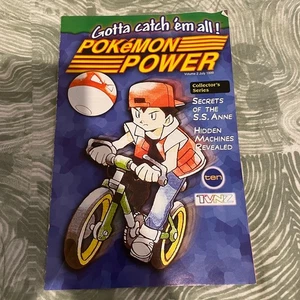 Gotta catch 'em all!
POKéMON
POWER
Volume 2 July 1999
Collector's
Series
SECRETS
OF THE
S.S. ANNE
HIDDEN
MACHINES
REVEALED
ten
TVNZ